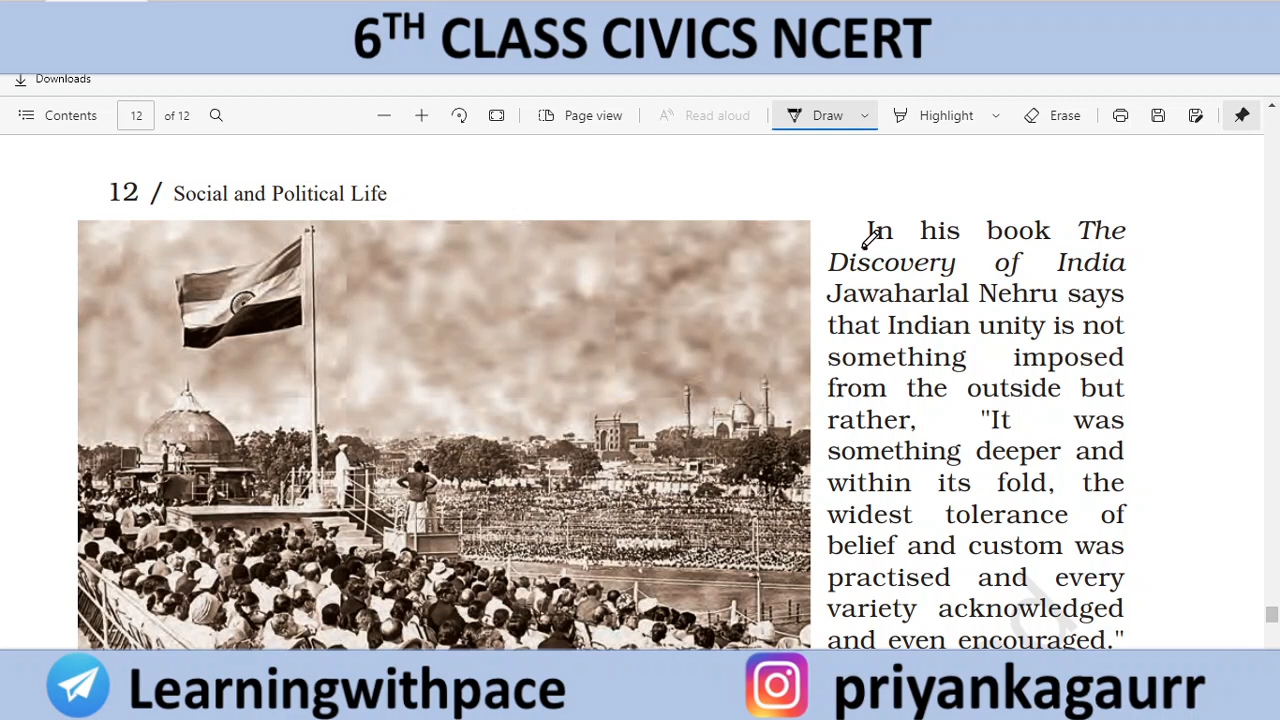 6TH CLASS CIVICS NCERT
Downloads
Contents 12 of 12 Page view Read aloud Draw Highlight Erase
12 / Social and Political Life
In his book The
Discovery of India
Jawaharlal Nehru says
that Indian unity is not
something imposed
from the outside but
rather, "It was
something deeper and
within its fold, the
widest tolerance of
belief and custom was
practised and every
variety acknowledged
and even encouraged."
Learningwithpace priyankagaurr